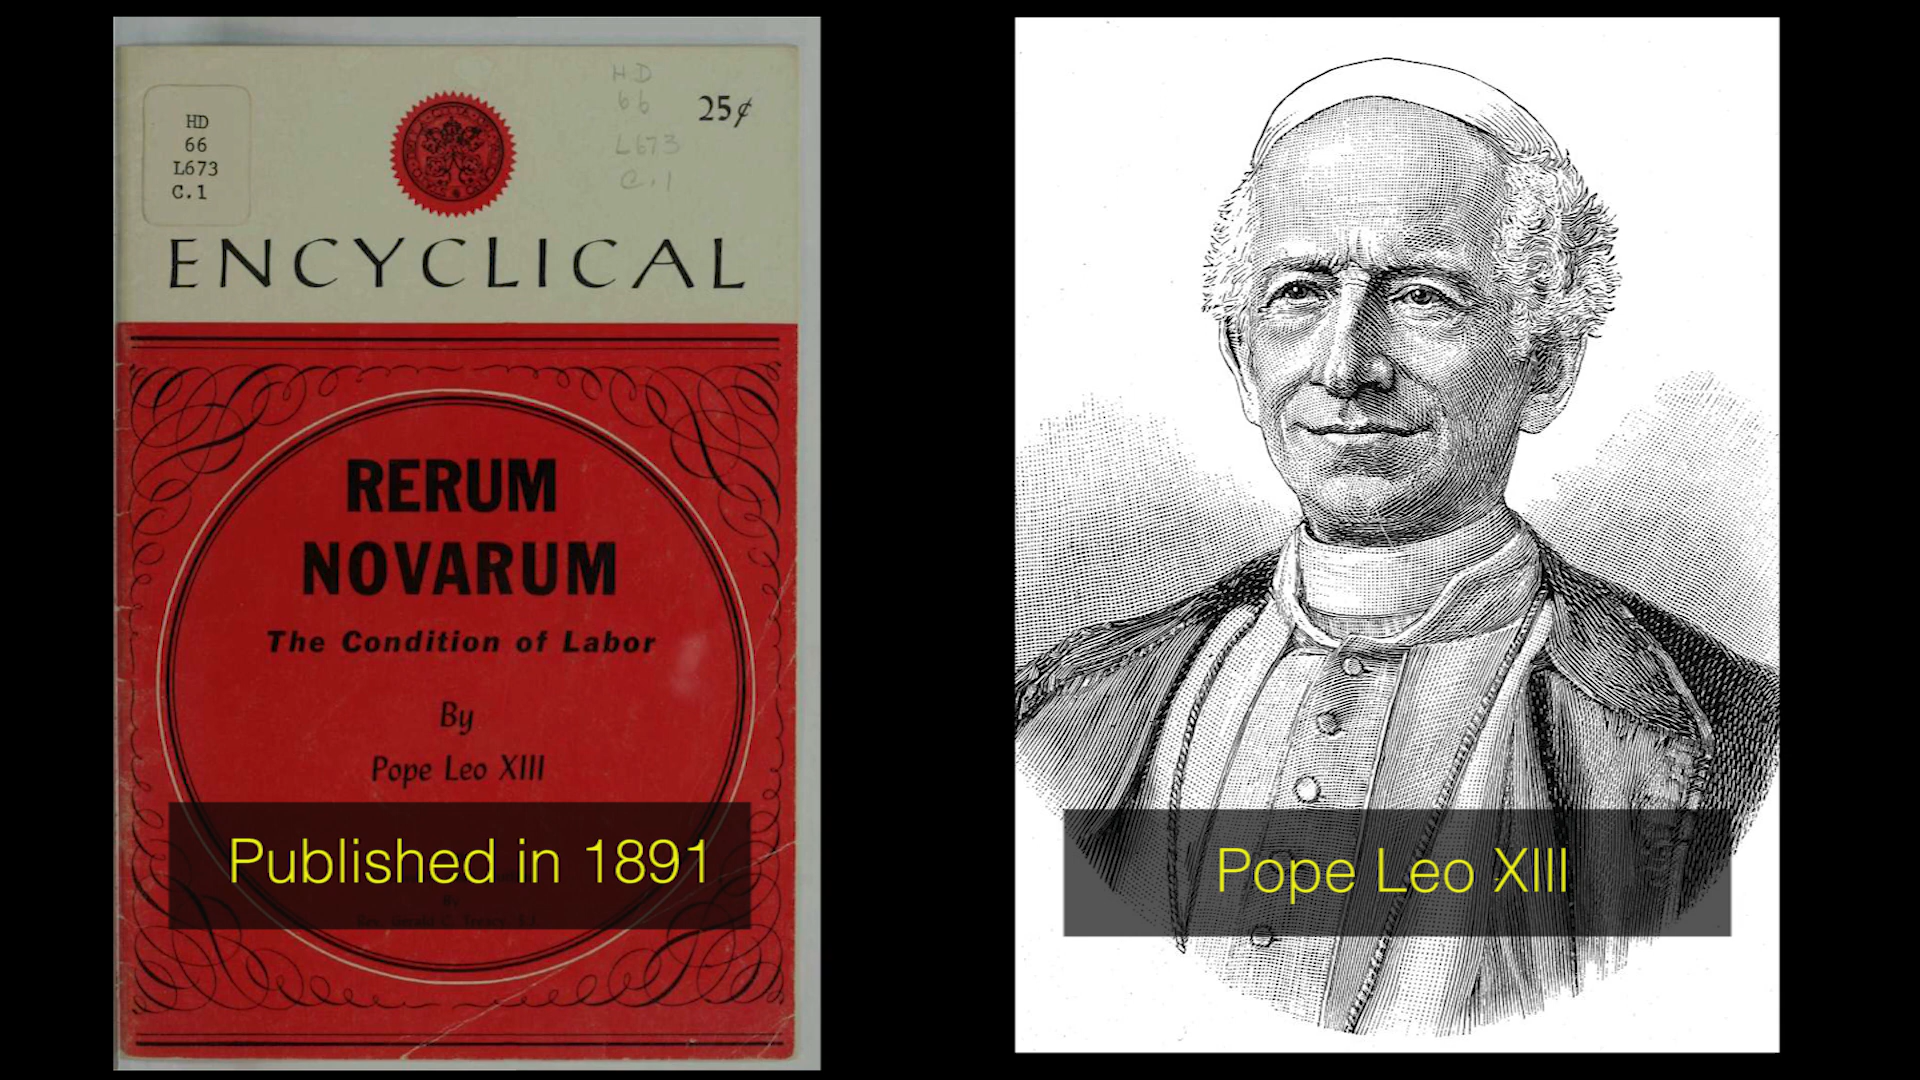 HD
66
L673
C.1
HD
66
L673
C.1
25¢
ENCYCLICAL
RERUM
NOVARUM
The Condition of Labor
By
Pope Leo XIII
Published in 1891
Pope Leo XIII